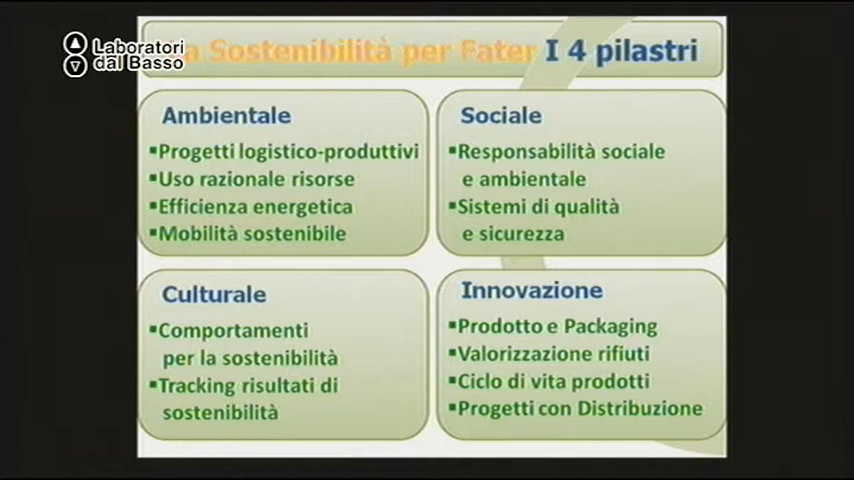 Laboratori
dal Basso
La Sostenibilità per Fater I 4 pilastri
Ambientale
▪Progetti logistico-produttivi
▪Uso razionale risorse
▪Efficienza energetica
▪Mobilità sostenibile
Sociale
▪Responsabilità sociale
e ambientale
▪Sistemi di qualità
e sicurezza
Culturale
▪Comportamenti
per la sostenibilità
▪Tracking risultati di
sostenibilità
Innovazione
▪Prodotto e Packaging
▪Valorizzazione rifiuti
▪Ciclo di vita prodotti
▪Progetti con Distribuzione